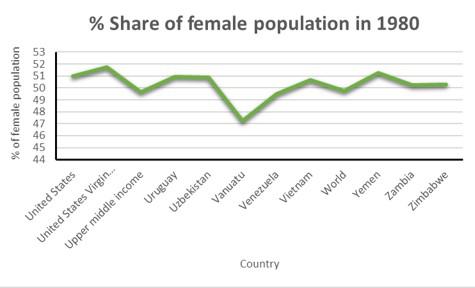 % Share of female population in 1980
% of female population
53
52
51
50
49
48
47
46
45
44
United States
United States Virgin...
Upper middle income
Uruguay
Uzbekistan
Vanuatu
Venezuela
Vietnam
World
Yemen
Zambia
Zimbabwe
Country